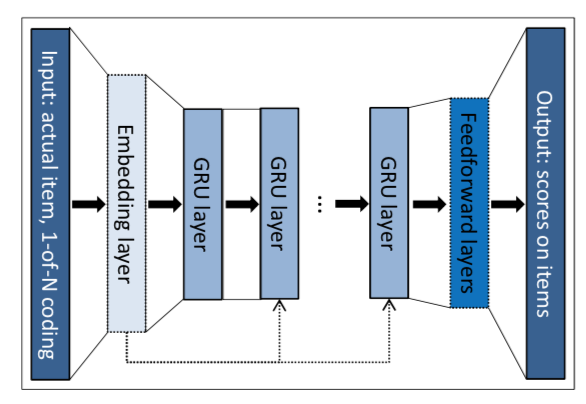 Input: actual item, 1-of-N coding
Embedding layer
GRU layer
GRU layer
...
GRU layer
Feedforward layers
Output: scores on items